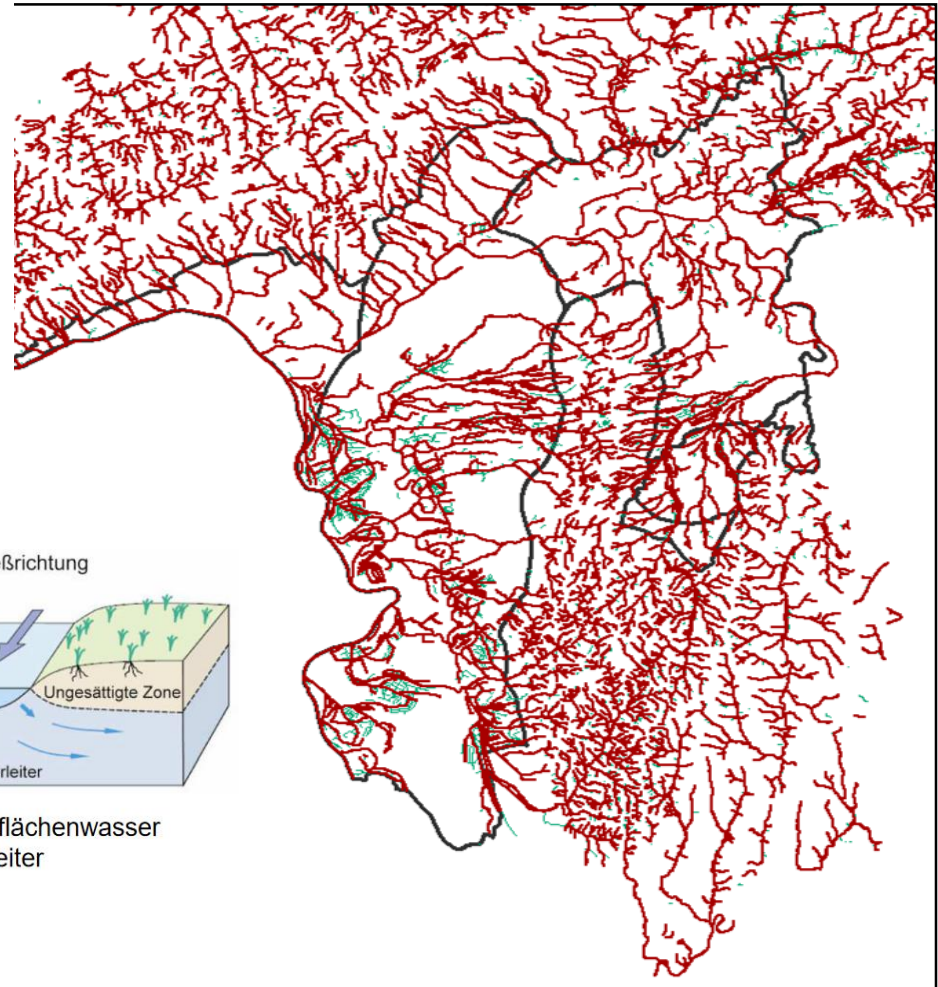 ßrichtung
Ungesättigte Zone
rleiter
flächenwasser
eiter